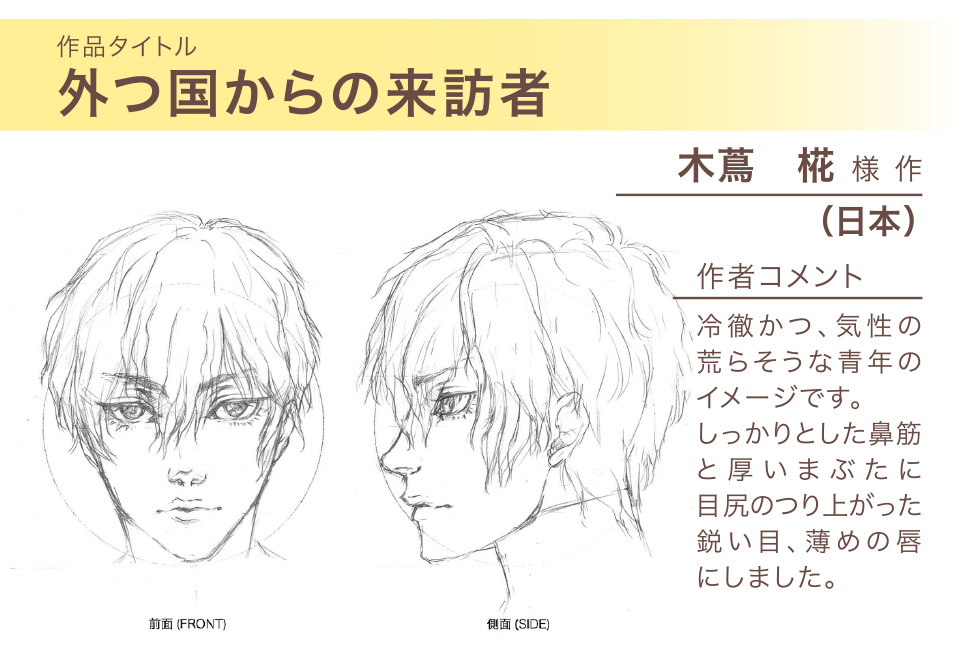 作品タイトル
外つ国からの来訪者
木蔦　椛 様 作
（日本）
作者コメント
冷徹かつ、気性の
荒らそうな青年の
イメージです。
しっかりとした鼻筋
と厚いまぶたに
目尻のつり上がった
鋭い目、薄めの唇
にしました。
前面 (FRONT)
側面 (SIDE)